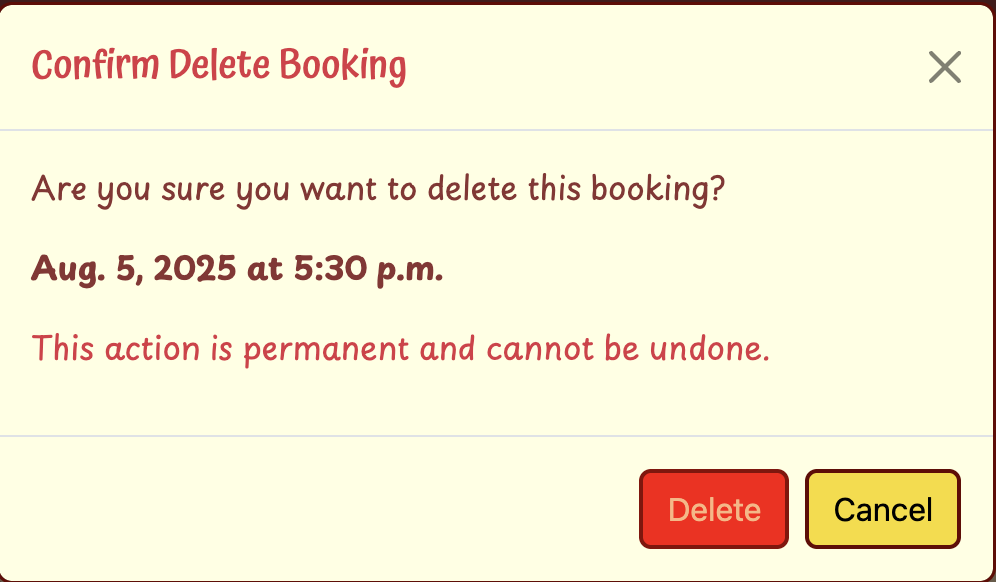 Confirm Delete Booking
Are you sure you want to delete this booking?
Aug. 5, 2025 at 5:30 p.m.
This action is permanent and cannot be undone.
Delete Cancel